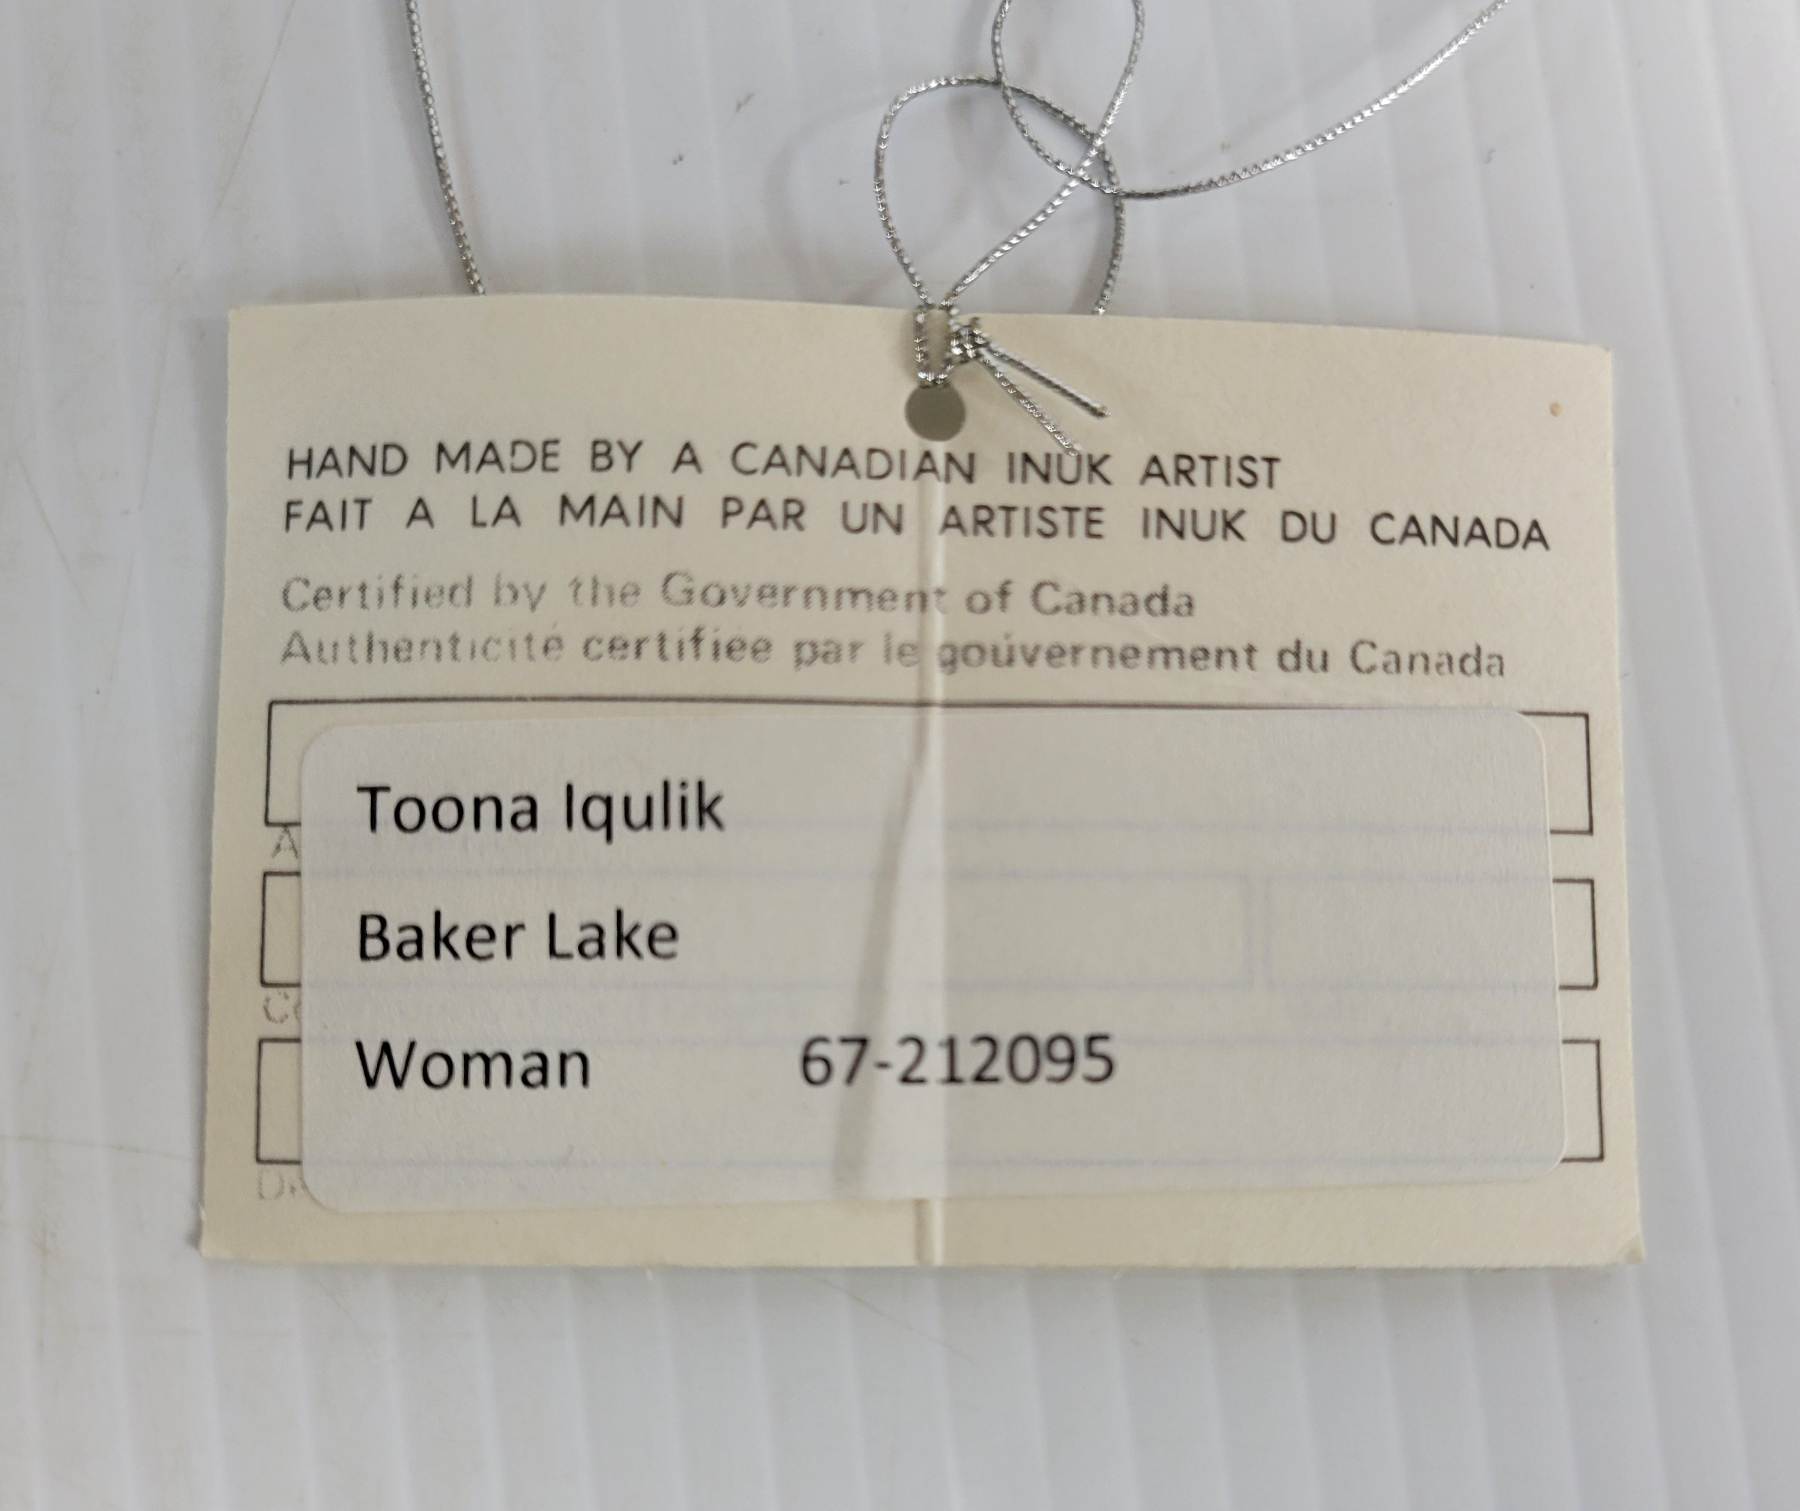 HAND MADE BY A CANADIAN INUK ARTIST
FAIT A LA MAIN PAR UN ARTISTE INUK DU CANADA
Certified by the Government of Canada
Authenticité certifiée par le gouvernement du Canada
Toona Iqulik
Baker Lake
Woman 67-212095